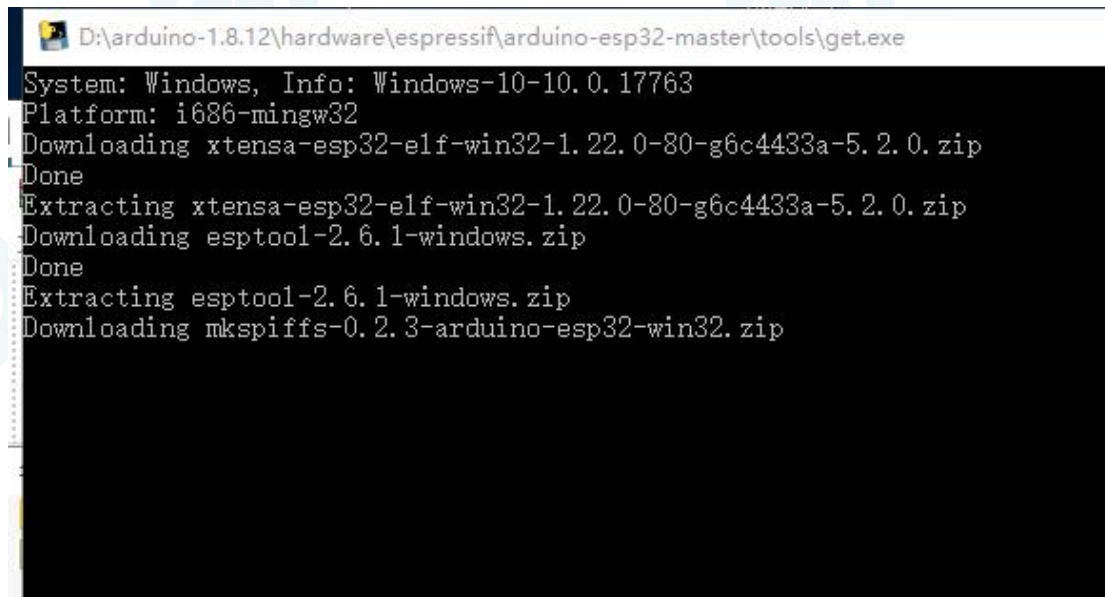 D:\arduino-1.8.12\hardware\espressif\arduino-esp32-master\tools\get.exe
System: Windows, Info: Windows-10-10.0.17763
Platform: i686-mingw32
Downloading xtensa-esp32-elf-win32-1.22.0-80-g6c4433a-5.2.0.zip
Done
Extracting xtensa-esp32-elf-win32-1.22.0-80-g6c4433a-5.2.0.zip
Downloading esptool-2.6.1-windows.zip
Done
Extracting esptool-2.6.1-windows.zip
Downloading mkspiffs-0.2.3-arduino-esp32-win32.zip